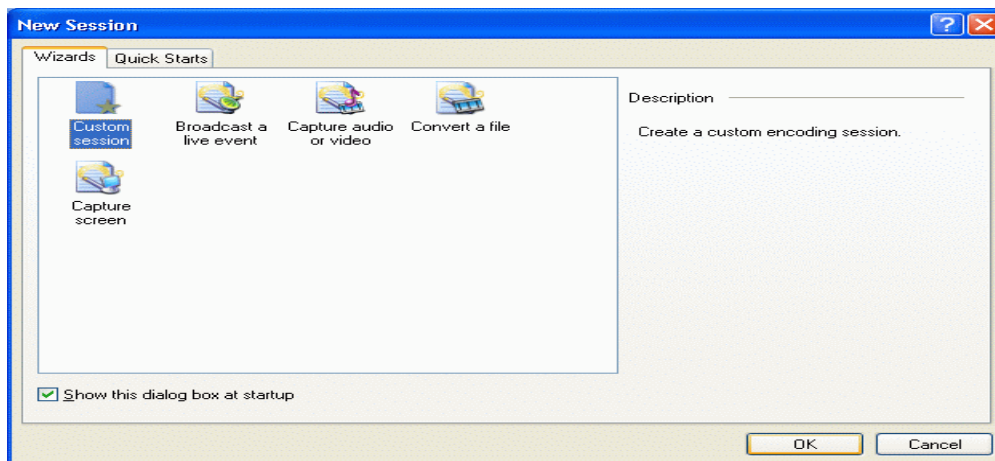 New Session
Wizards Quick Starts
Custom session
Broadcast a live event
Capture audio or video
Convert a file
Capture screen
Description
Create a custom encoding session.
Show this dialog box at startup
OK Cancel